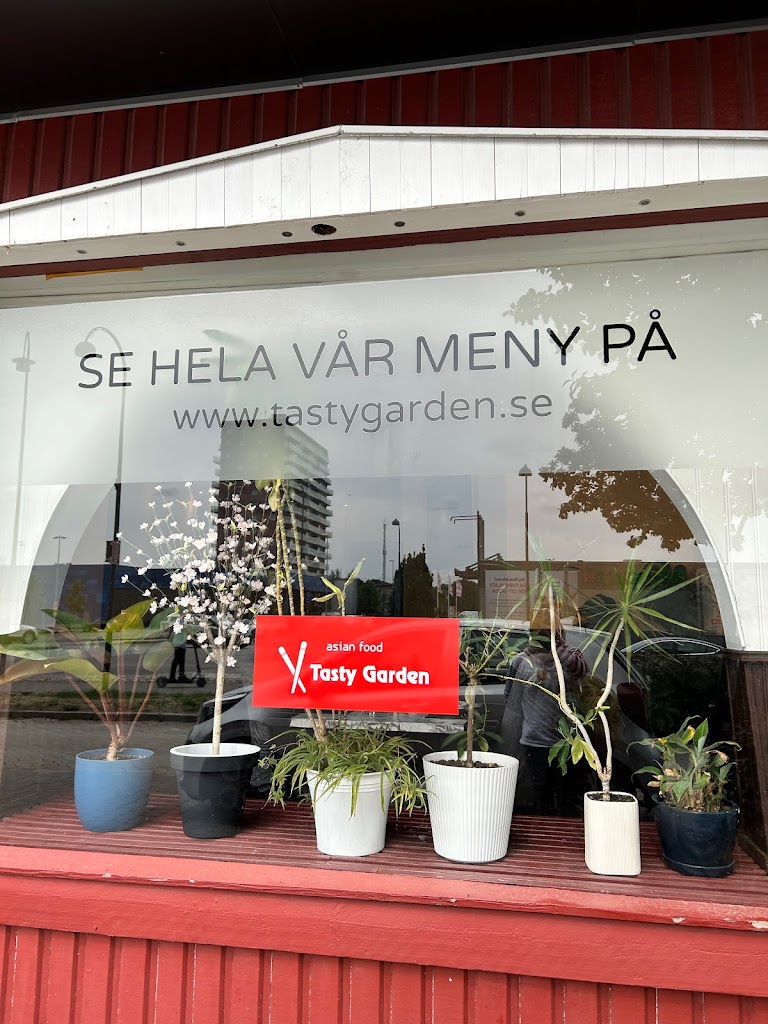 SE HELA VÅR MENY PÅ
www.tastygarden.se
asian food
Tasty Garden